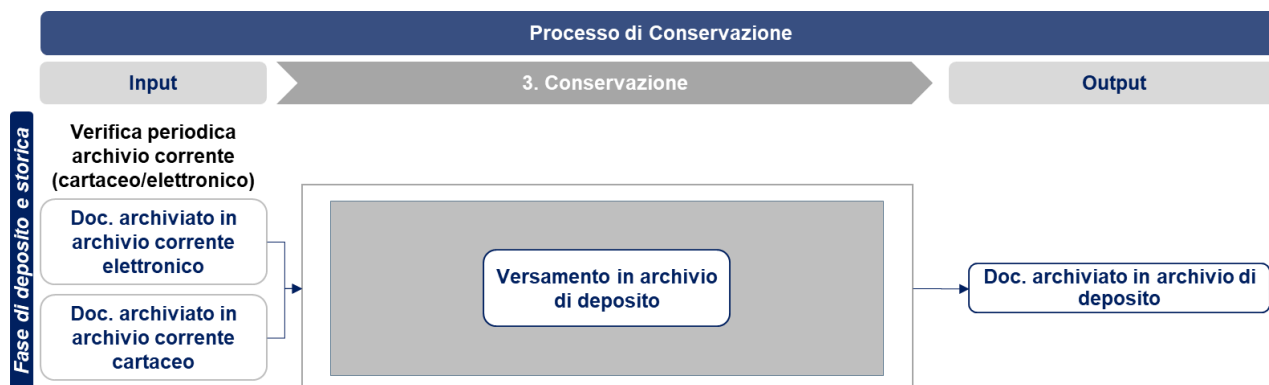 Processo di Conservazione
Input
3. Conservazione
Output
Fase di deposito e storica
Verifica periodica
archivio corrente
(cartaceo/elettronico)
Doc. archiviato in
archivio corrente
elettronico
Doc. archiviato in
archivio corrente
cartaceo
Versamento in archivio
di deposito
Doc. archiviato in archivio di
deposito